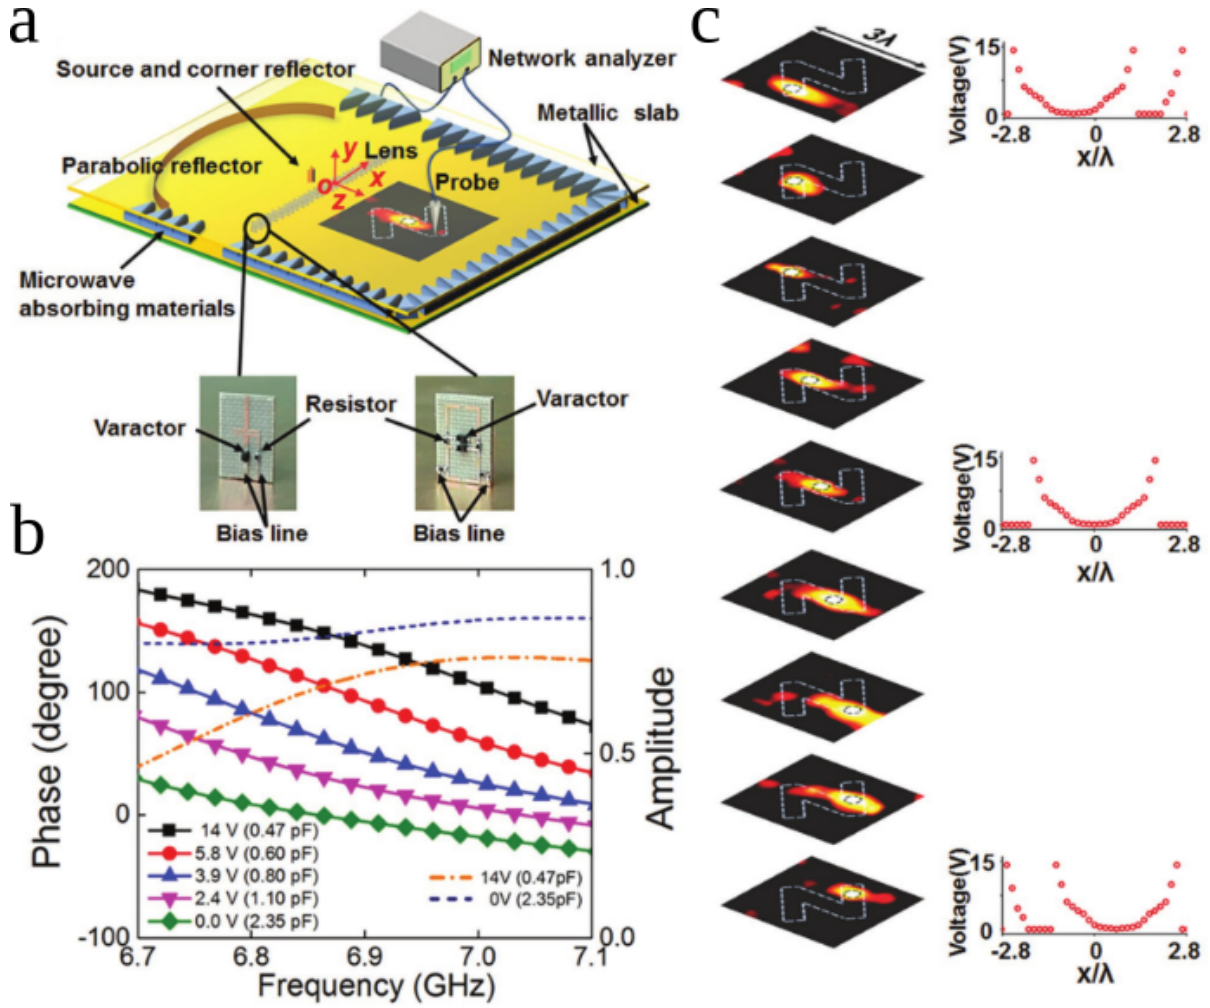 a
Source and corner reflector
Network analyzer
Metallic slab
Parabolic reflector
y
Lens
o
x
z
Probe
Microwave
absorbing materials
Varactor
Resistor
Varactor
Bias line
Bias line
b
200
100
0
-100
Phase (degree)
1.0
0.5
0.0
Amplitude
14 V (0.47 pF)
5.8 V (0.60 pF)
3.9 V (0.80 pF)
2.4 V (1.10 pF)
0.0 V (2.35 pF)
14V (0.47pF)
0V (2.35pF)
6.7 6.8 6.9 7.0 7.1
Frequency (GHz)
c
3λ
Voltage(V)
15
0
-2.8 0 2.8
x/λ
Voltage(V)
15
0
-2.8 0 2.8
x/λ
Voltage(V)
15
0
-2.8 0 2.8
x/λ